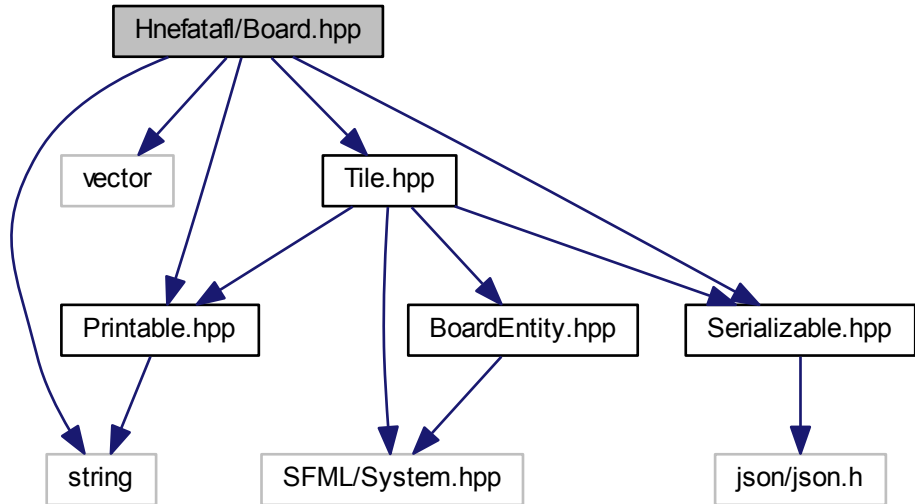 Hnefatafl/Board.hpp
vector
Tile.hpp
Printable.hpp
BoardEntity.hpp
Serializable.hpp
string
SFML/System.hpp
json/json.h